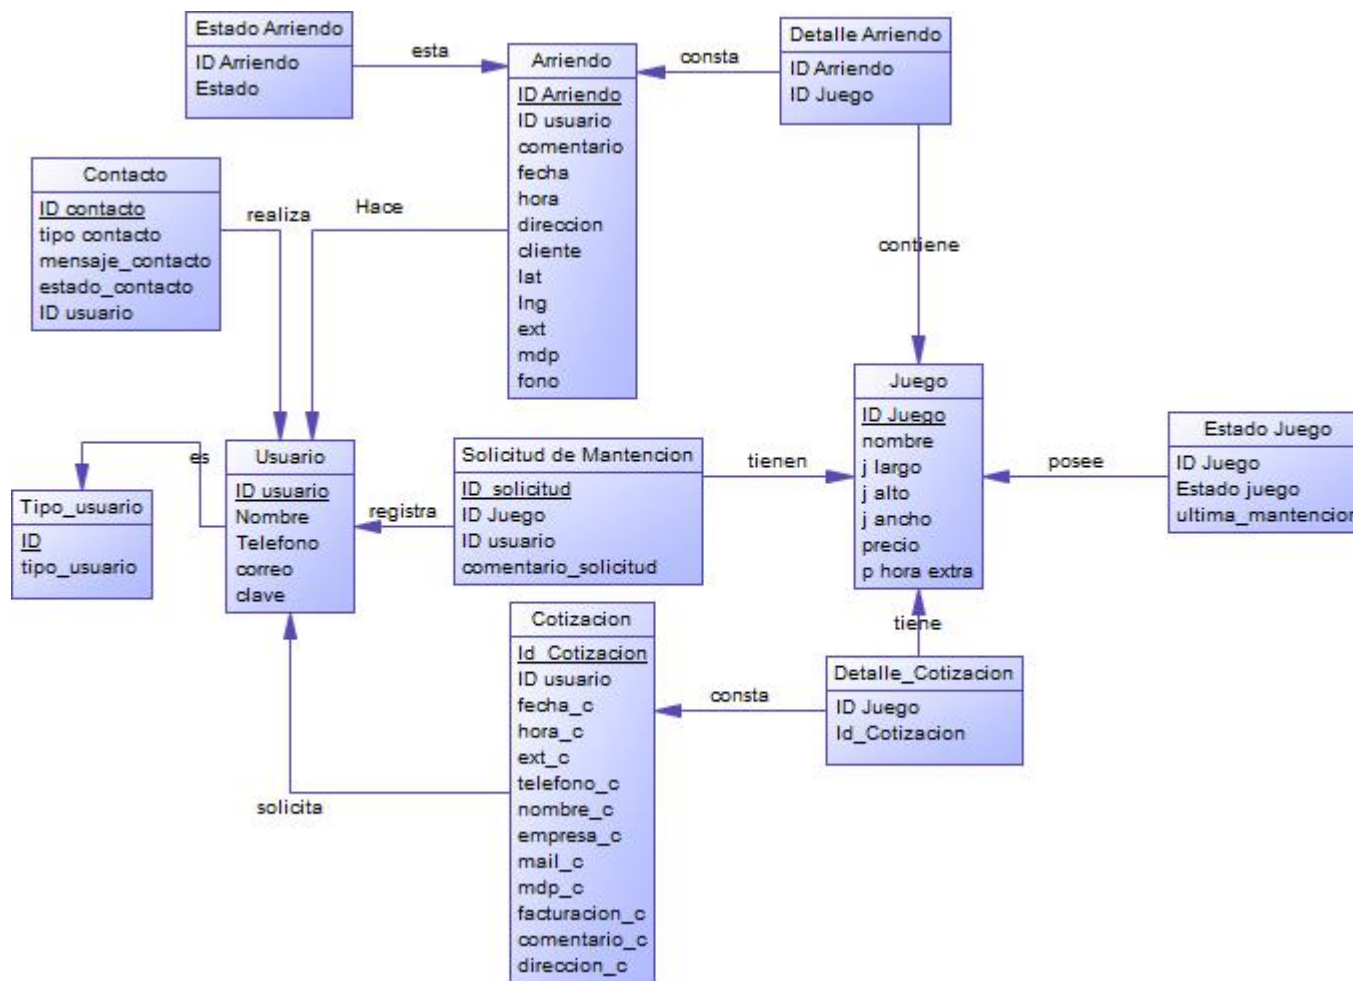 Estado Arriendo
ID Arriendo
Estado
esta
Arriendo
ID Arriendo
ID usuario
comentario
fecha
hora
direccion
cliente
lat
lng
ext
mdp
fono
consta
Detalle Arriendo
ID Arriendo
ID Juego
contiene
Contacto
ID contacto
tipo contacto
mensaje_contacto
estado_contacto
ID usuario
realiza
Hace
es
Tipo_usuario
ID
tipo_usuario
Usuario
ID usuario
Nombre
Telefono
correo
clave
registra
Solicitud de Mantencion
ID_solicitud
ID Juego
ID usuario
comentario_solicitud
tienen
Juego
ID Juego
nombre
j largo
j alto
j ancho
precio
p hora extra
posee
Estado Juego
ID Juego
Estado juego
ultima_mantencion
tiene
solicita
Cotizacion
Id_Cotizacion
ID usuario
fecha_c
hora_c
ext_c
telefono_c
nombre_c
empresa_c
mail_c
mdp_c
facturacion_c
comentario_c
direccion_c
consta
Detalle_Cotizacion
ID Juego
Id_Cotizacion